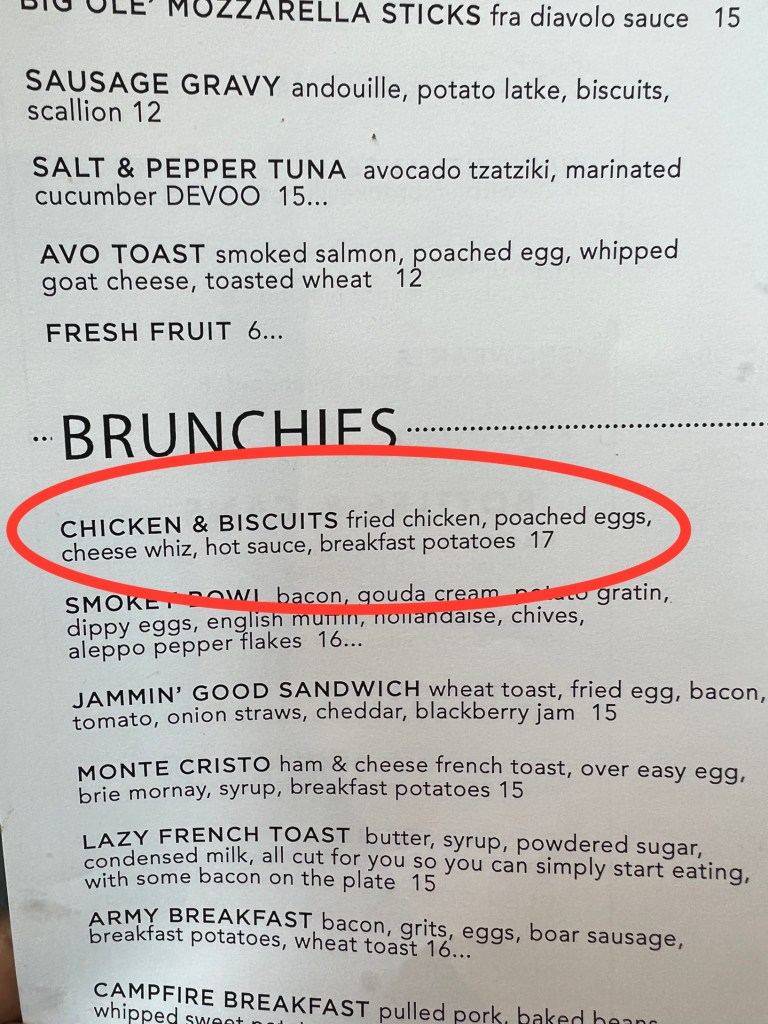 BIG OLE' MOZZARELLA STICKS fra diavolo sauce 15
SAUSAGE GRAVY andouille, potato latke, biscuits,
scallion 12
SALT & PEPPER TUNA avocado tzatziki, marinated
cucumber DEVOO 15...
AVO TOAST smoked salmon, poached egg, whipped
goat cheese, toasted wheat 12
FRESH FRUIT 6...
BRUNCHIES
CHICKEN & BISCUITS fried chicken, poached eggs,
cheese whiz, hot sauce, breakfast potatoes 17
SMOKEY BOWL bacon, gouda cream, potato gratin,
dippy eggs, english muffin, hollandaise, chives,
aleppo pepper flakes 16...
JAMMIN' GOOD SANDWICH wheat toast, fried egg, bacon,
tomato, onion straws, cheddar, blackberry jam 15
MONTE CRISTO ham & cheese french toast, over easy egg,
brie mornay, syrup, breakfast potatoes 15
LAZY FRENCH TOAST butter, syrup, powdered sugar,
condensed milk, all cut for you so you can simply start eating,
with some bacon on the plate 15
ARMY BREAKFAST bacon, grits, eggs, boar sausage,
breakfast potatoes, wheat toast 16...
CAMPFIRE BREAKFAST pulled pork, baked beans,
whipped sweet